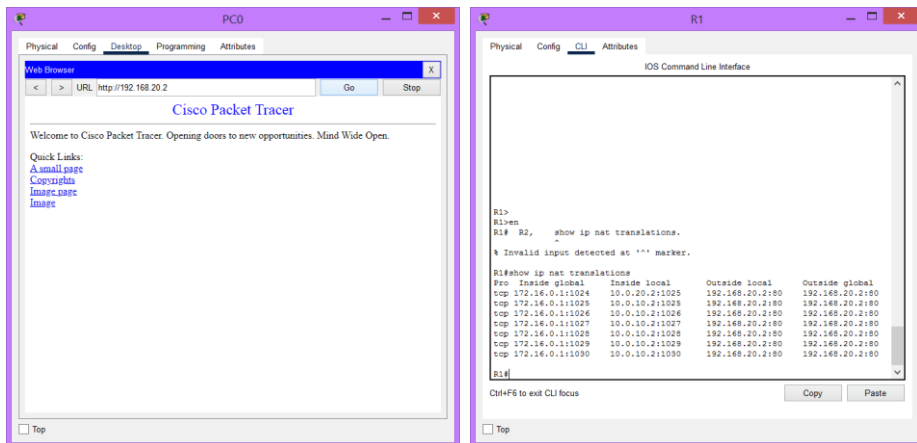 PC0
Physical Config Desktop Programming Attributes
Web Browser X
< > URL http://192.168.20.2 Go Stop
Cisco Packet Tracer
Welcome to Cisco Packet Tracer. Opening doors to new opportunities. Mind Wide Open.
Quick Links:
A small page
Copyrights
Image page
Image
Top
R1
Physical Config CLI Attributes
IOS Command Line Interface
R1>
R1>en
R1# R2, show ip nat translations.
^
% Invalid input detected at '^' marker.
R1#show ip nat translations
Pro Inside global Inside local Outside local Outside global
tcp 172.16.0.1:1024 10.0.20.2:1025 192.168.20.2:80 192.168.20.2:80
tcp 172.16.0.1:1025 10.0.10.2:1025 192.168.20.2:80 192.168.20.2:80
tcp 172.16.0.1:1026 10.0.10.2:1026 192.168.20.2:80 192.168.20.2:80
tcp 172.16.0.1:1027 10.0.10.2:1027 192.168.20.2:80 192.168.20.2:80
tcp 172.16.0.1:1028 10.0.10.2:1028 192.168.20.2:80 192.168.20.2:80
tcp 172.16.0.1:1029 10.0.10.2:1029 192.168.20.2:80 192.168.20.2:80
tcp 172.16.0.1:1030 10.0.10.2:1030 192.168.20.2:80 192.168.20.2:80
R1#
Ctrl+F6 to exit CLI focus Copy Paste
Top